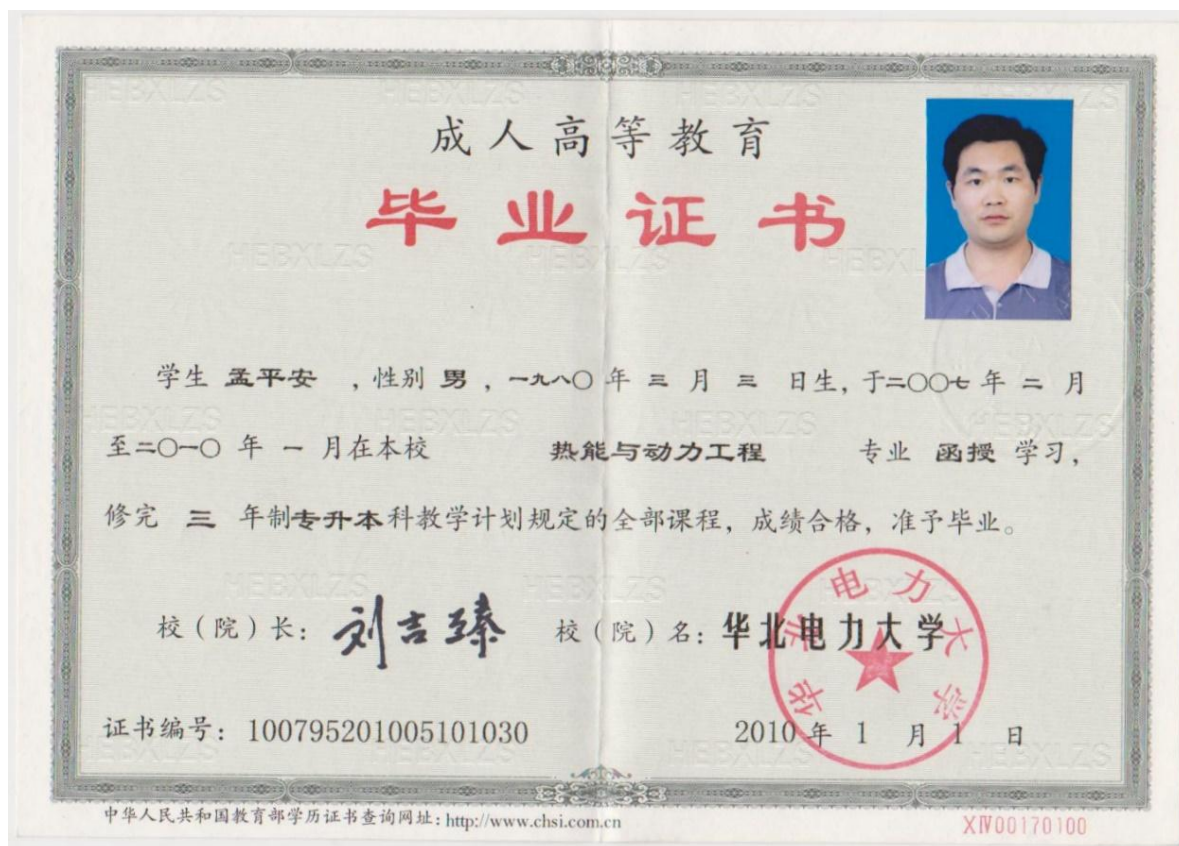 成人高等教育
毕业证书
学生 孟平安 ，性别 男 ，一九八〇 年 三 月 三 日生，于二〇〇七 年 二 月
至二〇一〇 年 一 月在本校 热能与动力工程 专业 函授 学习，
修完 三 年制专升本科教学计划规定的全部课程，成绩合格，准予毕业。
校（院）长：刘吉臻 校（院）名：华北电力大学
华北电力大学
证书编号：100795201005101030 2010 年 1 月 1 日
中华人民共和国教育部学历证书查询网址：http://www.chsi.com.cn
XIV00170100
HEBXLZS